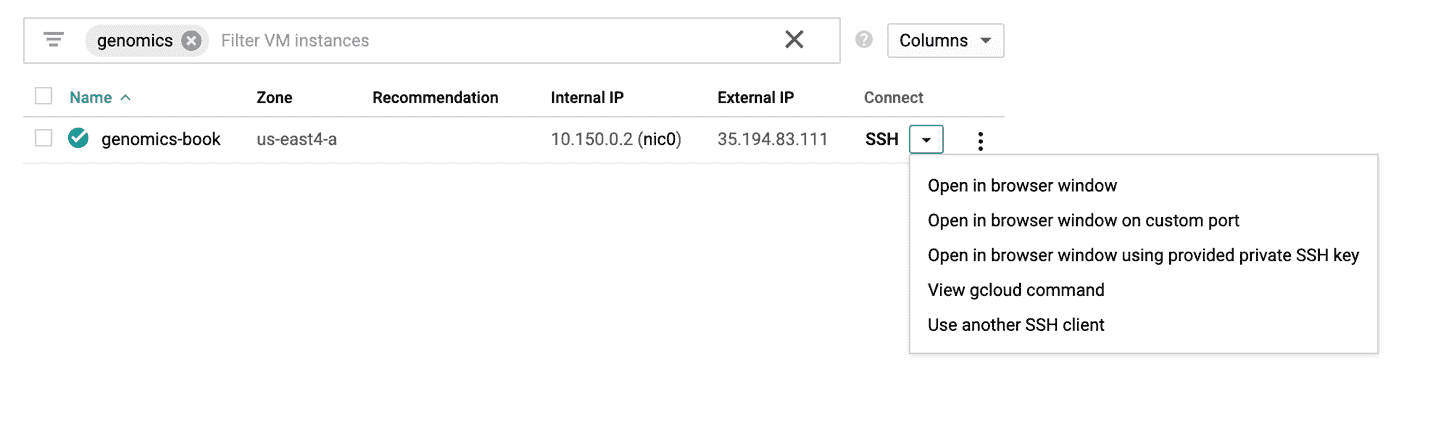 genomics Filter VM instances Columns
Name Zone Recommendation Internal IP External IP Connect
genomics-book us-east4-a 10.150.0.2 (nic0) 35.194.83.111 SSH
Open in browser window
Open in browser window on custom port
Open in browser window using provided private SSH key
View gcloud command
Use another SSH client